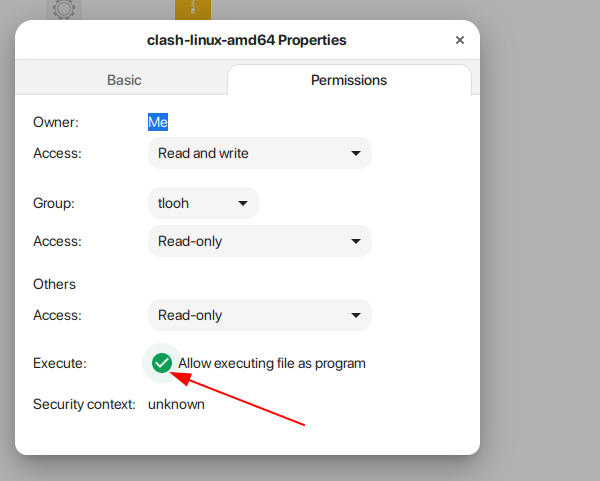 clash-linux-amd64 Properties
Basic
Permissions
Owner:
Me
Access:
Read and write
Group:
tlooh
Access:
Read-only
Others
Access:
Read-only
Execute:
Allow executing file as program
Security context:
unknown